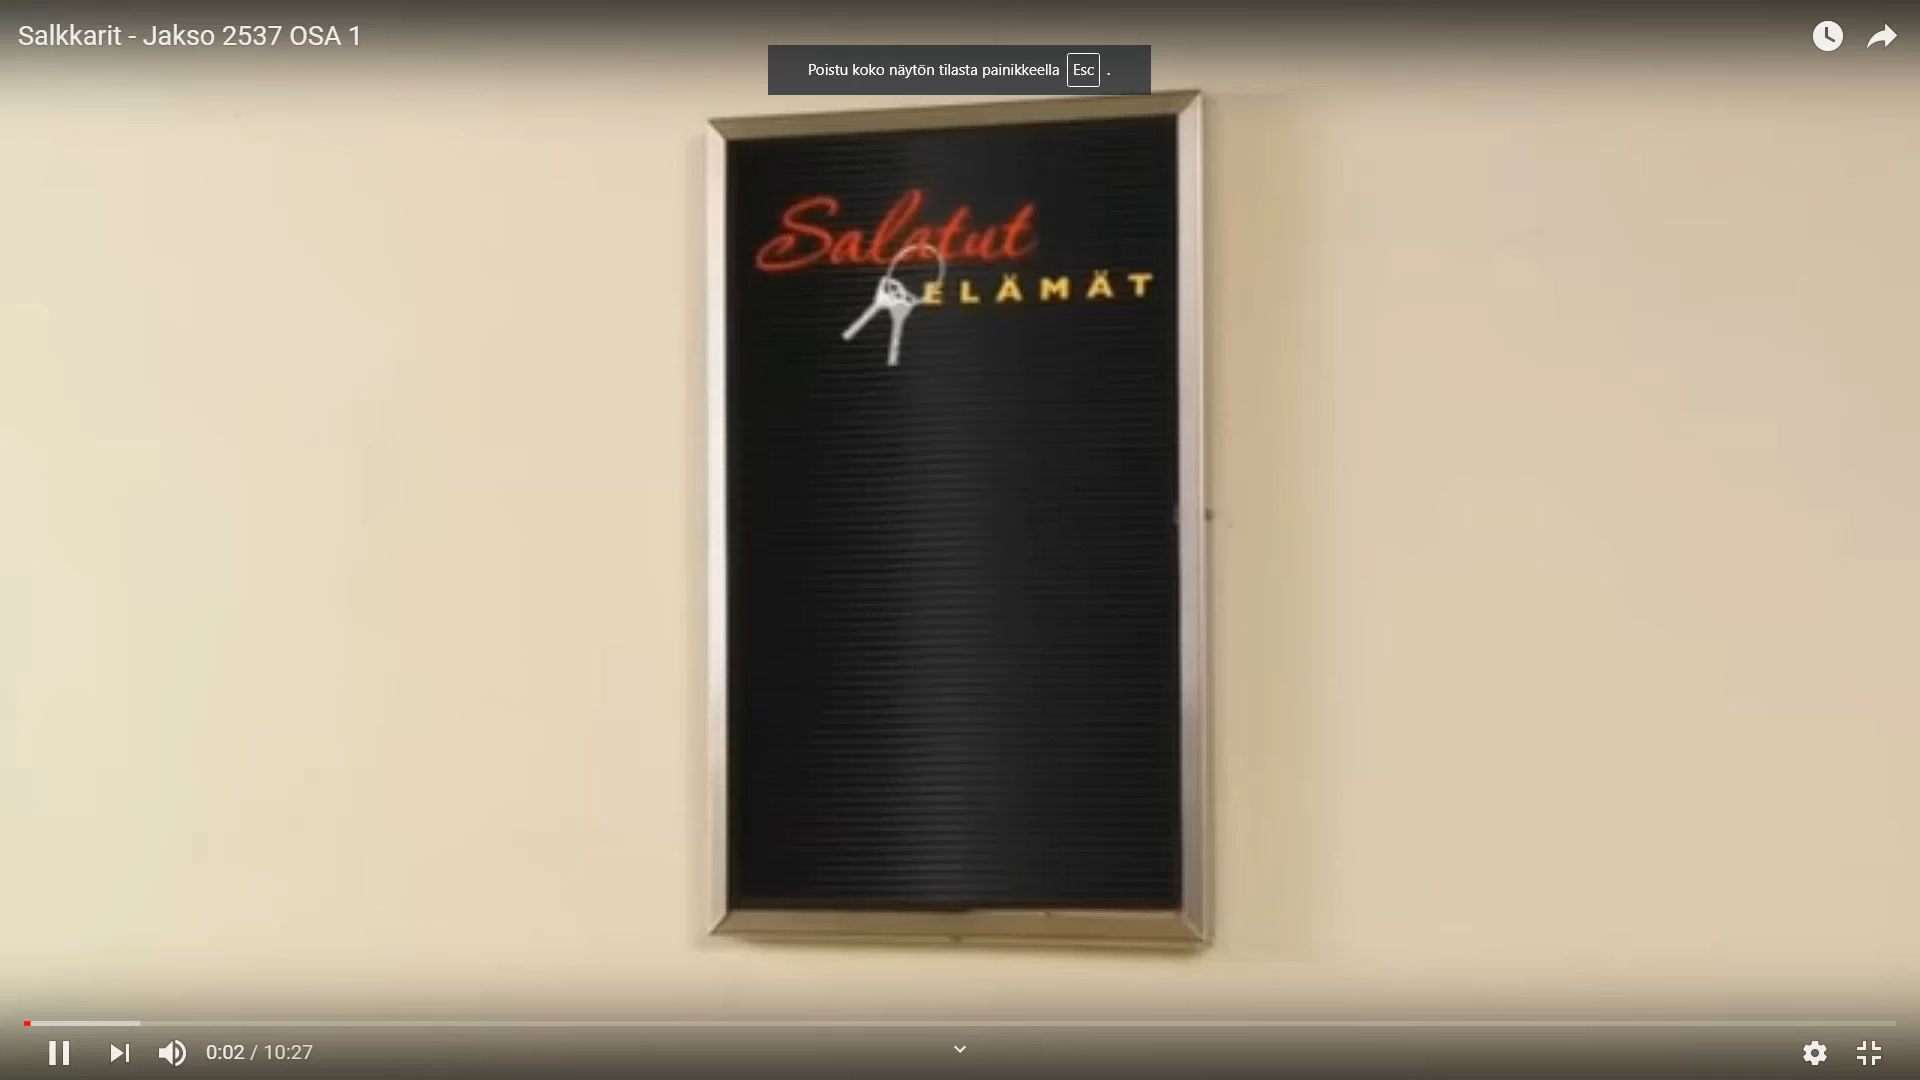 Salkkarit - Jakso 2537 OSA 1
Poistu koko näytön tilasta painikkeella Esc .
Salatut
ELÄMÄT
0:02 / 10:27